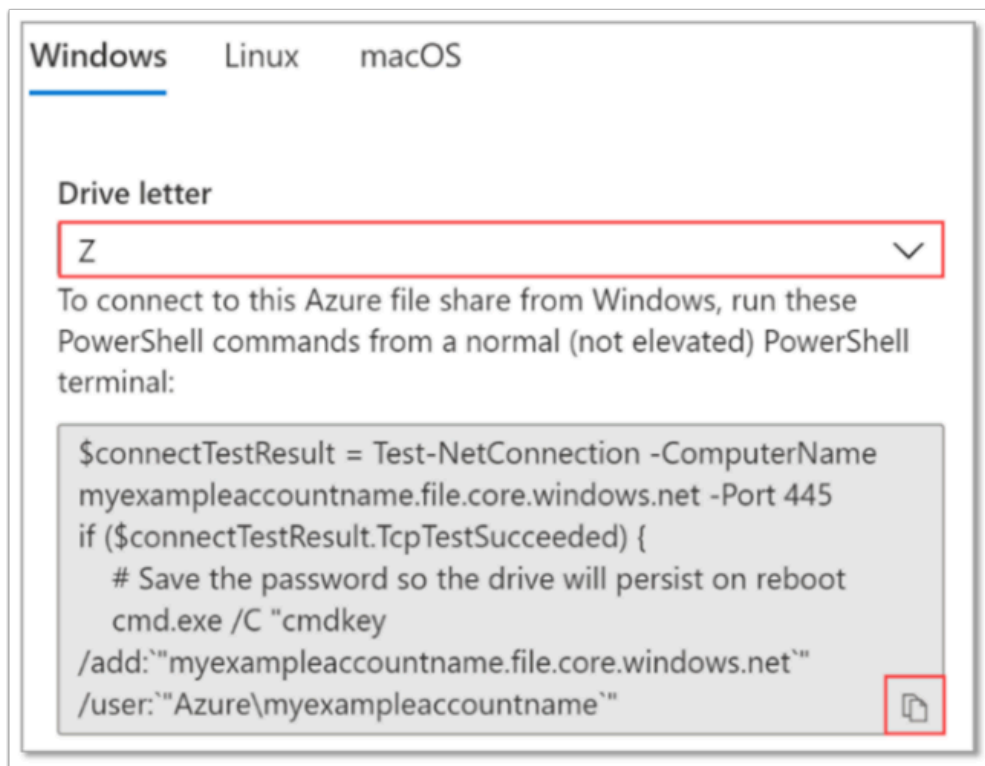 Windows Linux macOS
Drive letter
Z
To connect to this Azure file share from Windows, run these
PowerShell commands from a normal (not elevated) PowerShell
terminal:
$connectTestResult = Test-NetConnection -ComputerName
myexampleaccountname.file.core.windows.net -Port 445
if ($connectTestResult.TcpTestSucceeded) {
# Save the password so the drive will persist on reboot
cmd.exe /C "cmdkey
/add:`"myexampleaccountname.file.core.windows.net`"
/user:`"Azure\myexampleaccountname`"